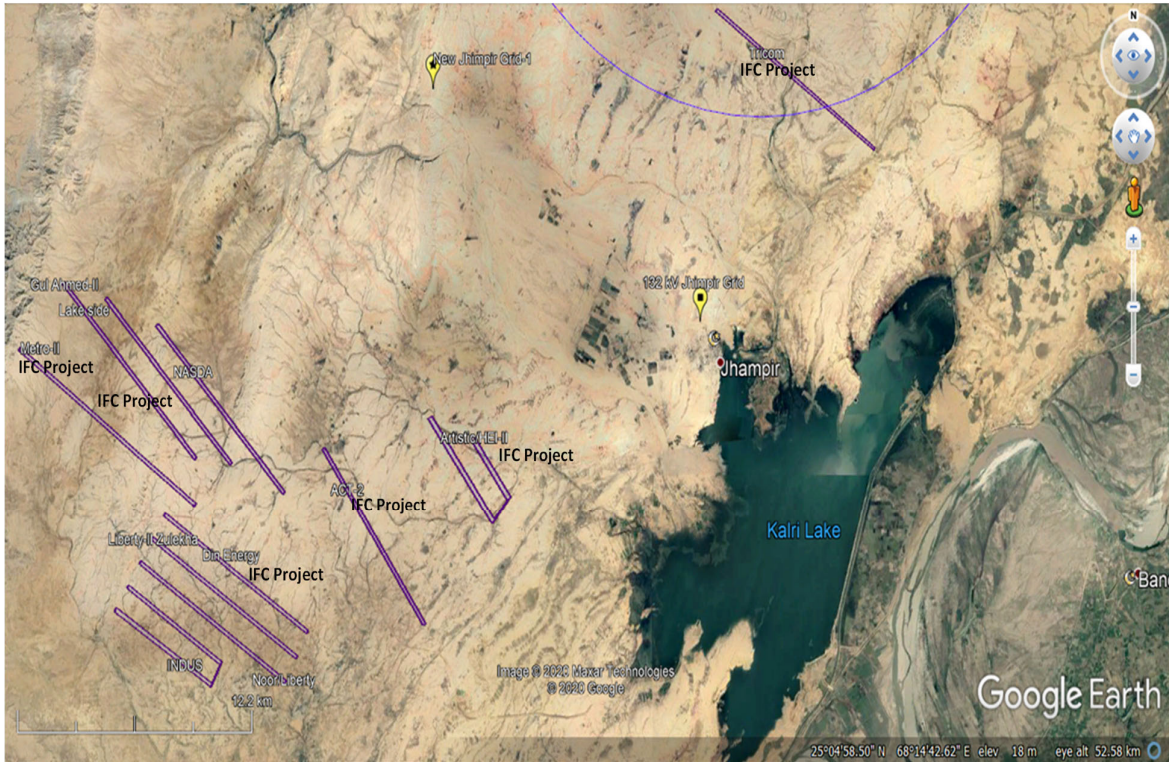 N
Tricom
IFC Project
New Jhimpir Grid-1
132 kV Jhimpir Grid
Jhampir
Gul Ahmed-II
Lake side
Metro-II
IFC Project
NASDA
IFC Project
Artistic/HEI-II
IFC Project
ACT-2
IFC Project
Kalri Lake
Liberty-II Zulekha
Din Energy
IFC Project
Ban
INDUS
Noor/Liberty
12.2 km
Image © 2020 Maxar Technologies
© 2020 Google
Google Earth
25°04'58.50" N 68°14'42.62" E elev 18 m eye alt 52.58 km